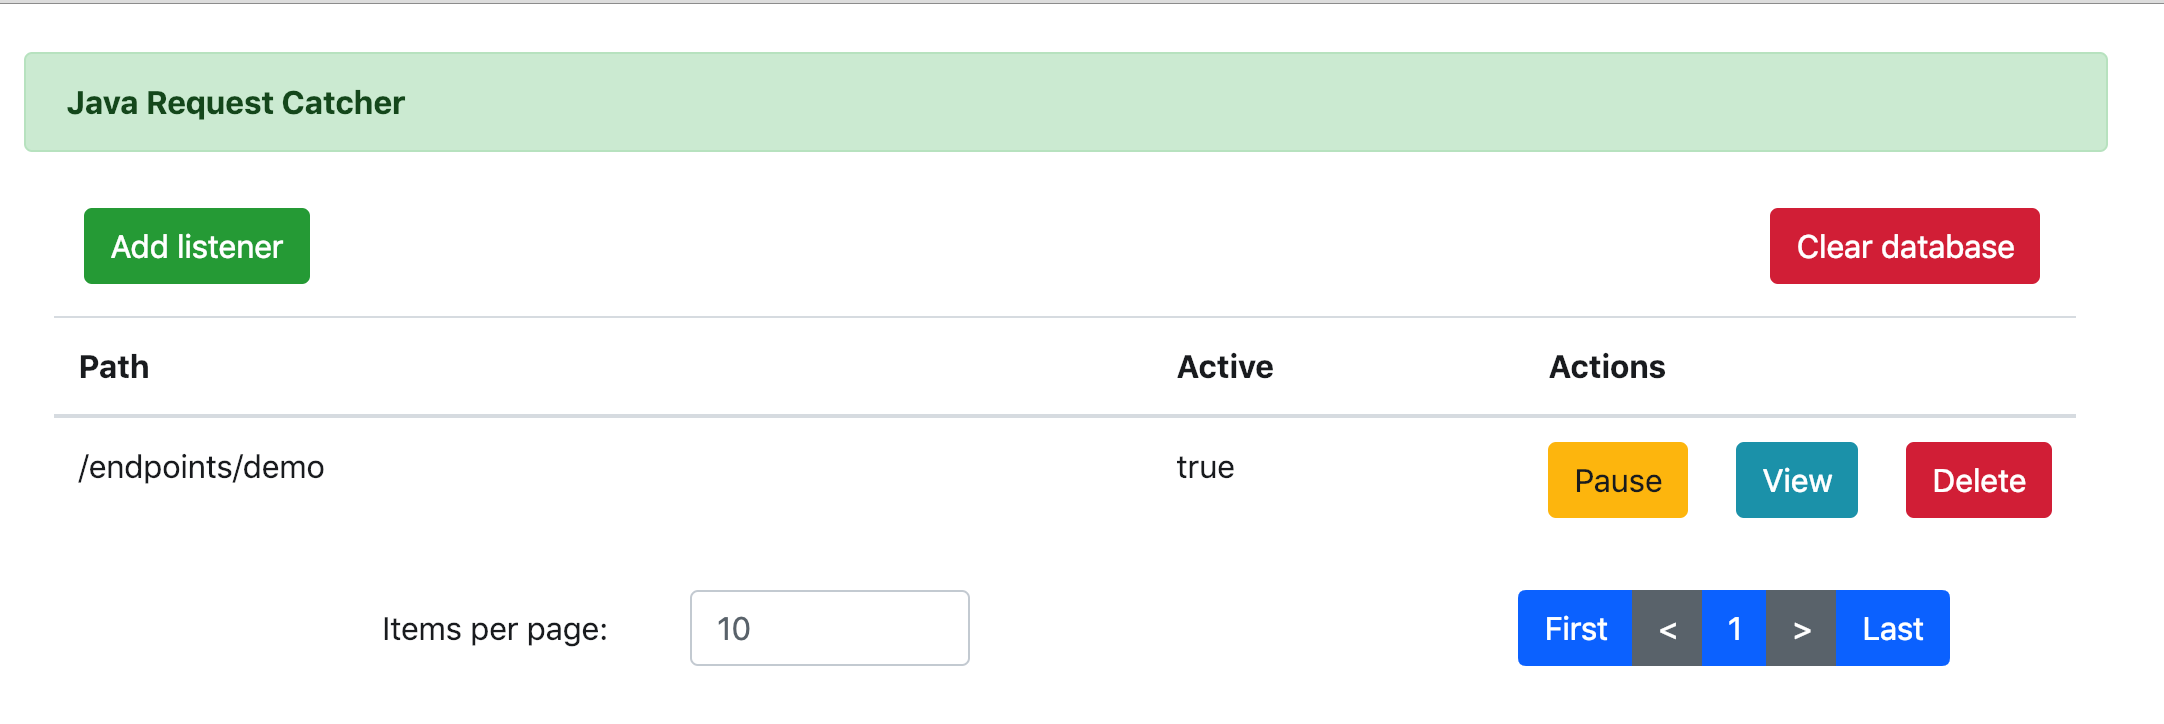 Java Request Catcher
Add listener Clear database
Path Active Actions
/endpoints/demo true Pause View Delete
Items per page: 10 First < 1 > Last